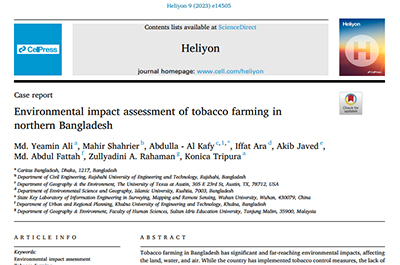 Heliyon 9 (2023) e14505
Contents lists available at ScienceDirect
Heliyon
CellPress
journal homepage: www.cell.com/heliyon
Heliyon
Case report
Environmental impact assessment of tobacco farming in
northern Bangladesh
Check for
updates
Md. Yeamin Ali a, Mahir Shahrier b, Abdulla - Al Kafy c,1,*, Iffat Ara d, Akib Javed e,
Md. Abdul Fattah f, Zullyadini A. Rahaman g, Konica Tripura a
a Caritas Bangladesh, Dhaka, 1217, Bangladesh
b Department of Civil Engineering, Rajshahi University of Engineering and Technology, Rajshahi, Bangladesh
c Department of Geography & the Environment, The University of Texas at Austin, 305 E 23rd St, Austin, TX, 78712, USA
d Department of Environmental Science and Geography, Islamic University, Kushtia, 7003, Bangladesh
e State Key Laboratory of Information Engineering in Surveying, Mapping and Remote Sensing, Wuhan University, Wuhan, 430079, China
f Department of Urban and Regional Planning, Khulna University of Engineering & Technology, Khulna, Bangladesh
g Department of Geography & Environment, Faculty of Human Sciences, Sultan Idris Education University, Tanjung Malim, 35900, Malaysia
ARTICLE INFO
ABSTRACT
Keywords:
Environmental impact assessment
Tobacco farming in Bangladesh has significant and far-reaching environmental impacts, affecting
the land, water, and air. While the country has implemented tobacco control measures, the lack of